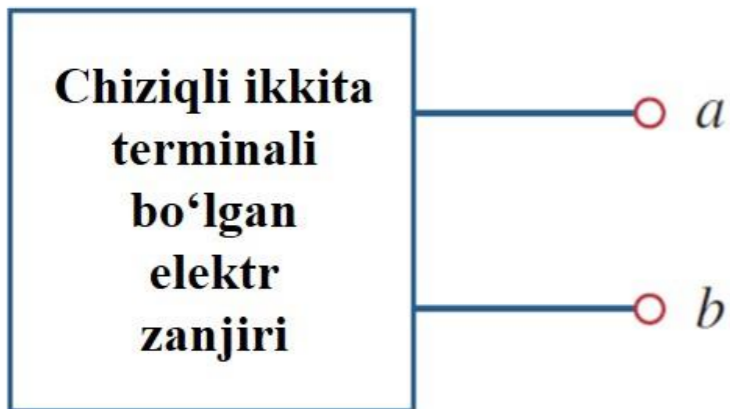 Chiziqli ikkita
terminali
bo‘lgan
elektr
zanjiri
a
b